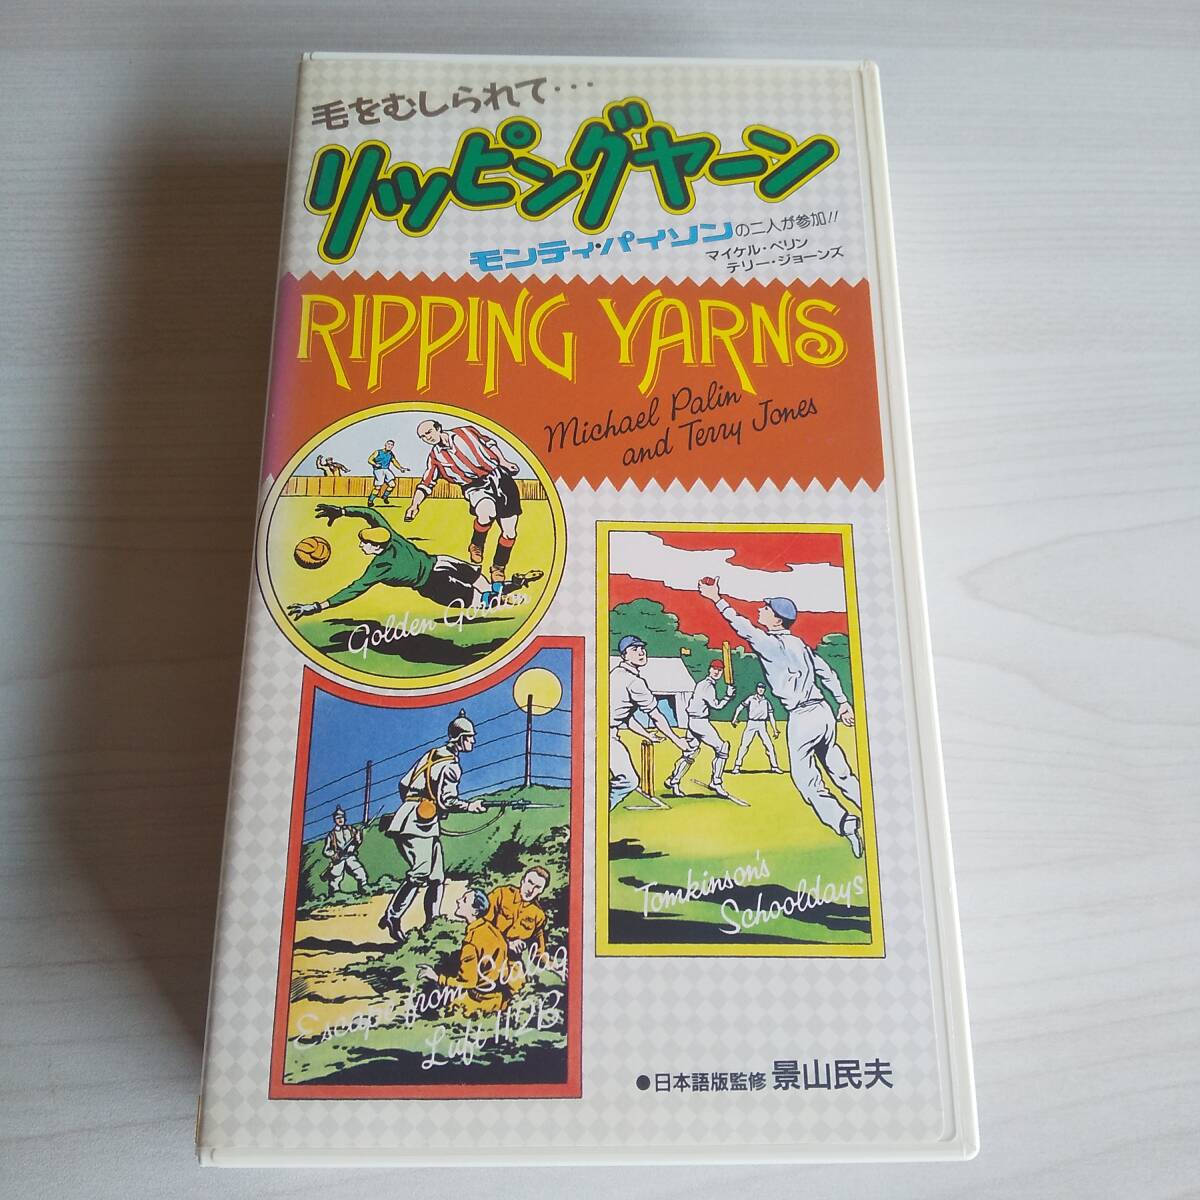 毛をむしられて・・・
リッピングヤーン
モンティ・パイソンの二人が参加!!
マイケル・ペリン
テリー・ジョーンズ
RIPPING YARNS
Michael Palin
and Terry Jones
Golden Gordon
Tomkinson's
Schooldays
Escape from Stalag
Luft 112B
●日本語版監修 景山民夫